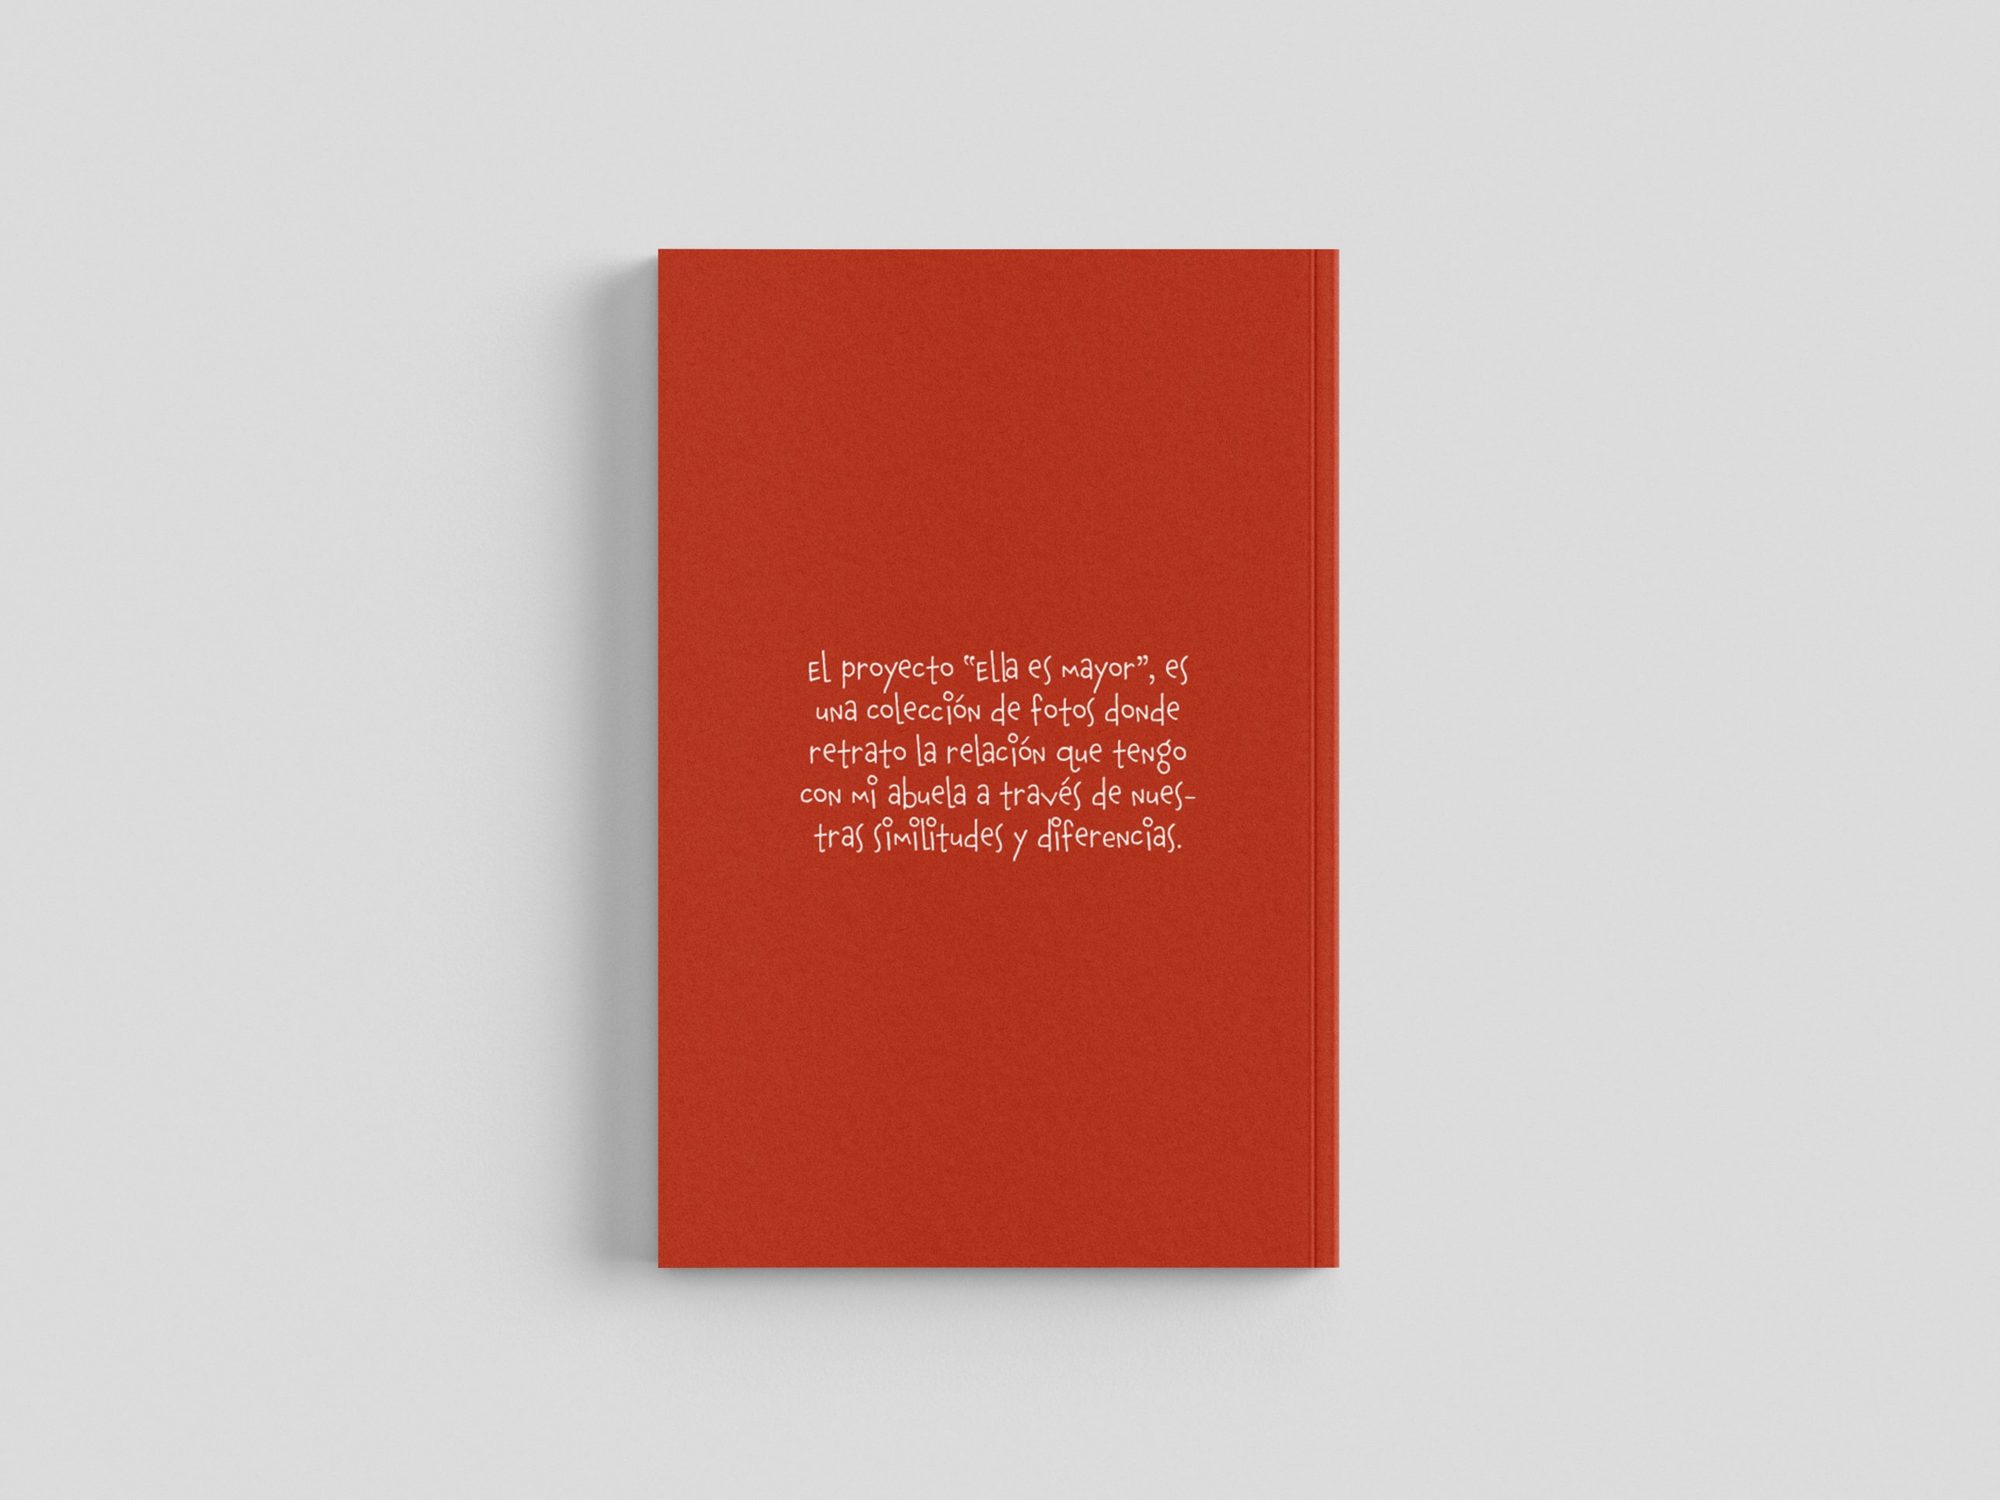 El proyecto “Ella es mayor”, es
una colección de fotos donde
retrato la relación que tengo
con mi abuela a través de nues-
tras similitudes y diferencias.